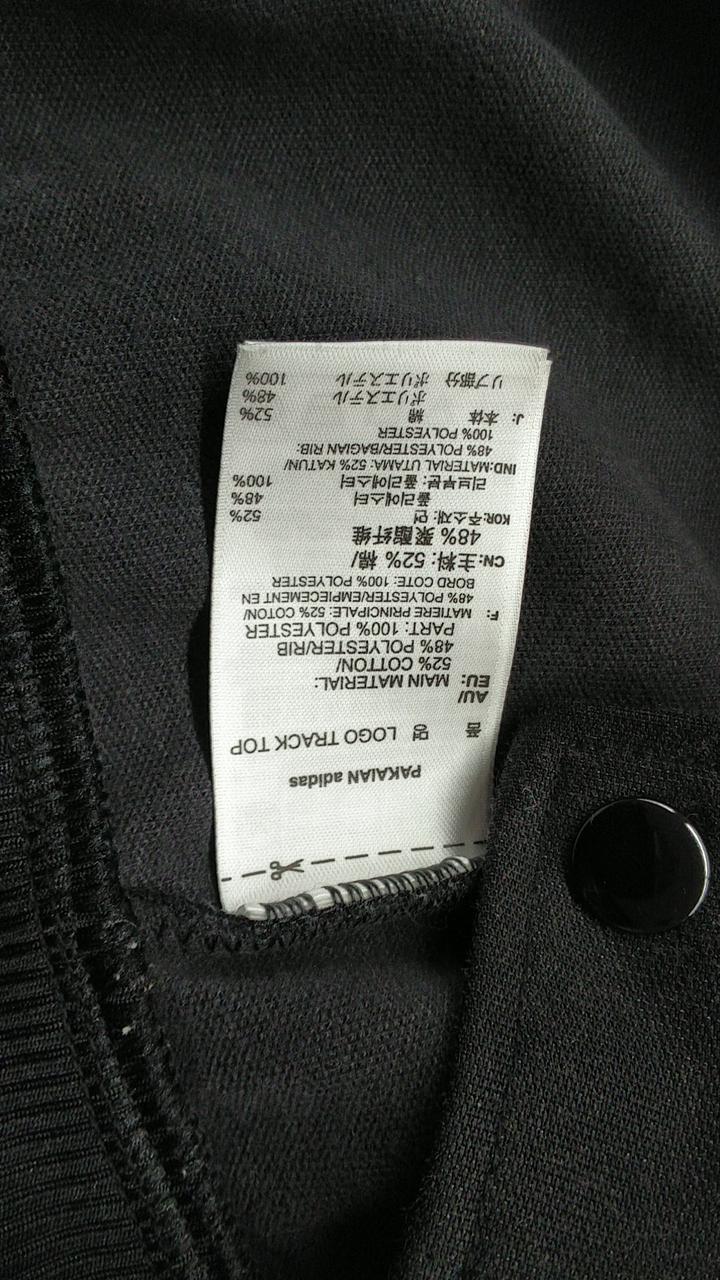 PAKAIAN adidas
품 명 LOGO TRACK TOP
AU/
EU: MAIN MATERIAL:
52% COTTON/
48% POLYESTER/RIB
PART: 100% POLYESTER
F: MATIERE PRINCIPALE: 52% COTON/
48% POLYESTER/EMPIECEMENT EN
BORD COTE: 100% POLYESTER
CN: 主料: 52% 棉/
48% 聚酯纤维
KOR:주소재: 면 52%
폴리에스터 48%
리브부분: 폴리에스터 100%
IND:MATERIAL UTAMA: 52% KATUN/
48% POLYESTER/BAGIAN RIB:
100% POLYESTER
J: 本体 綿 52%
ポリエステル 48%
リブ部分 ポリエステル 100%